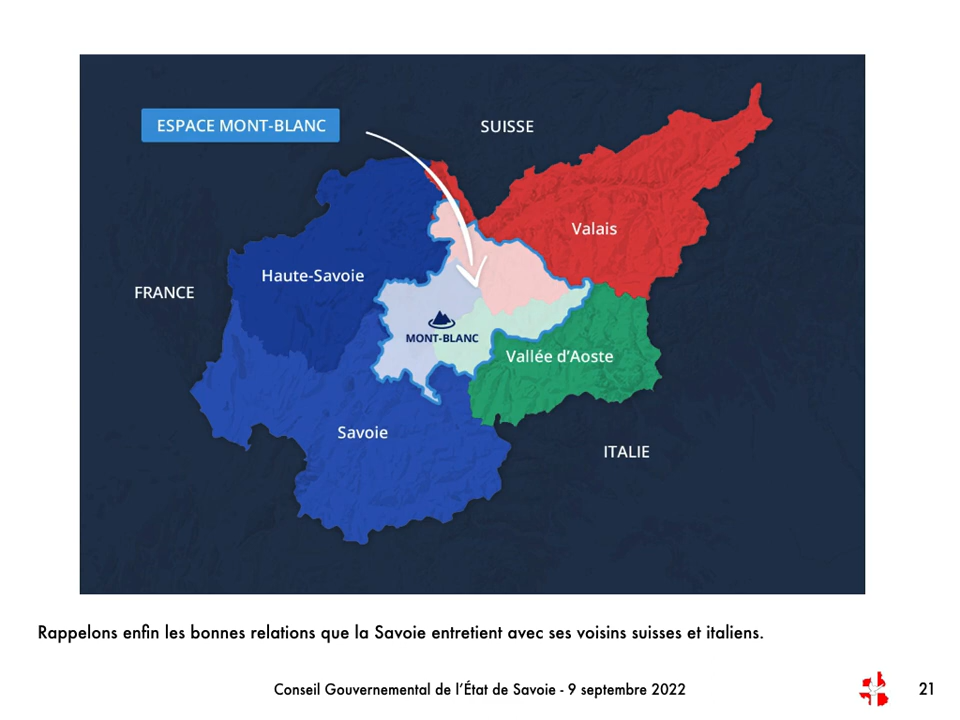 ESPACE MONT-BLANC
SUISSE
Valais
Haute-Savoie
FRANCE
MONT-BLANC
Vallée d'Aoste
Savoie
ITALIE
Rappelons enfin les bonnes relations que la Savoie entretient avec ses voisins suisses et italiens.
Conseil Gouvernemental de l'État de Savoie - 9 septembre 2022
21